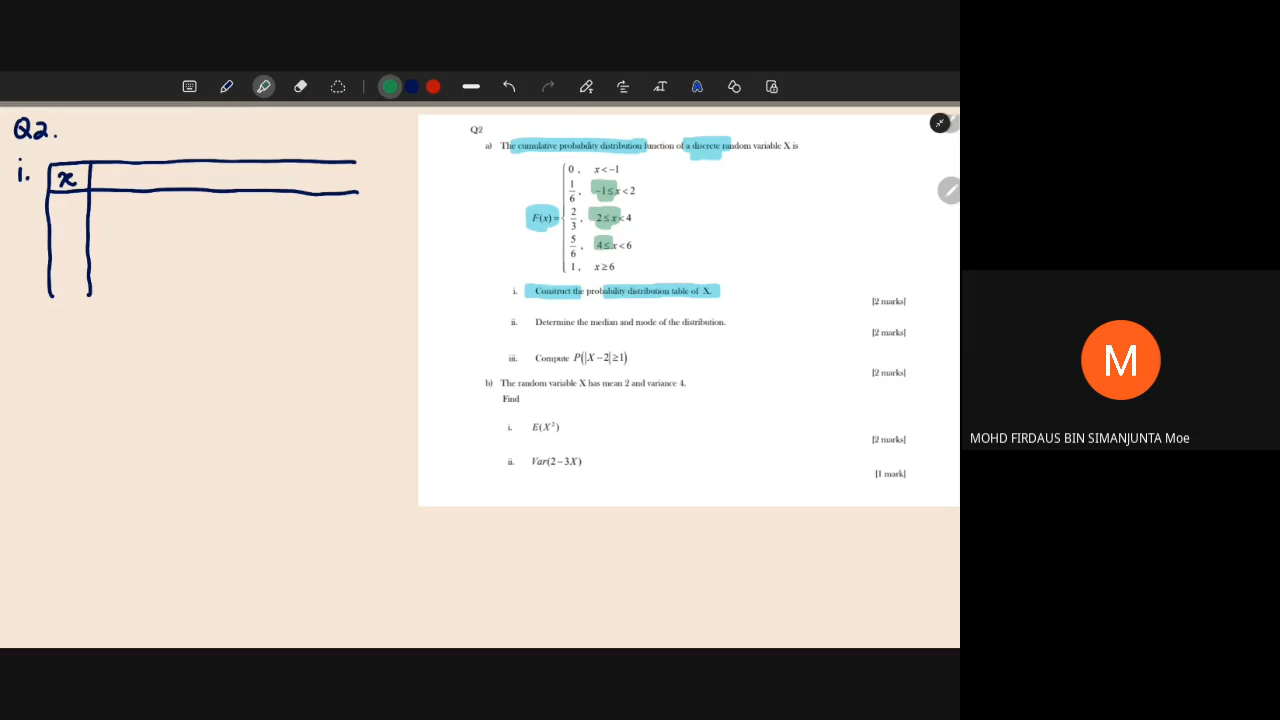 Q2.
i.
x
Q2
a) The cumulative probability distribution function of a discrete random variable X is
F(x) =
0, x < −1
1/6, −1 ≤ x < 2
2/3, 2 ≤ x < 4
5/6, 4 ≤ x < 6
1, x ≥ 6
i. Construct the probability distribution table of X.
[2 marks]
ii. Determine the median and mode of the distribution.
[2 marks]
iii. Compute P(|X−2| ≥ 1)
[2 marks]
b) The random variable X has mean 2 and variance 4.
Find
i. E(X²)
[2 marks]
ii. Var(2−3X)
[1 mark]
M
MOHD FIRDAUS BIN SIMANJUNTA Moe